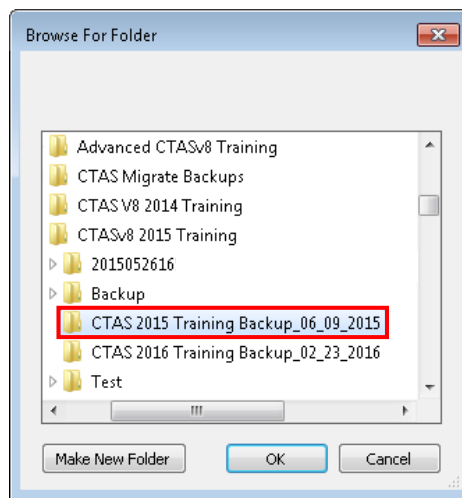 Browse For Folder
Advanced CTASv8 Training
CTAS Migrate Backups
CTAS V8 2014 Training
CTASv8 2015 Training
2015052616
Backup
CTAS 2015 Training Backup_06_09_2015
CTAS 2016 Training Backup_02_23_2016
Test
Make New Folder
OK
Cancel